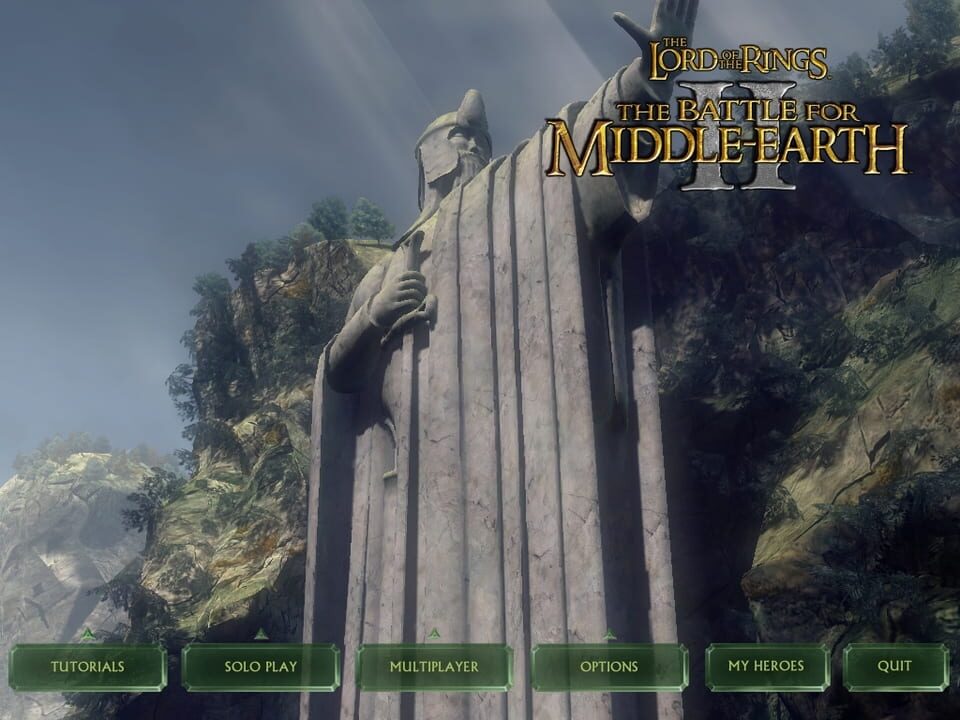 THE
LORD OF THE RINGS
II
THE BATTLE FOR
MIDDLE-EARTH
TUTORIALS
SOLO PLAY
MULTIPLAYER
OPTIONS
MY HEROES
QUIT